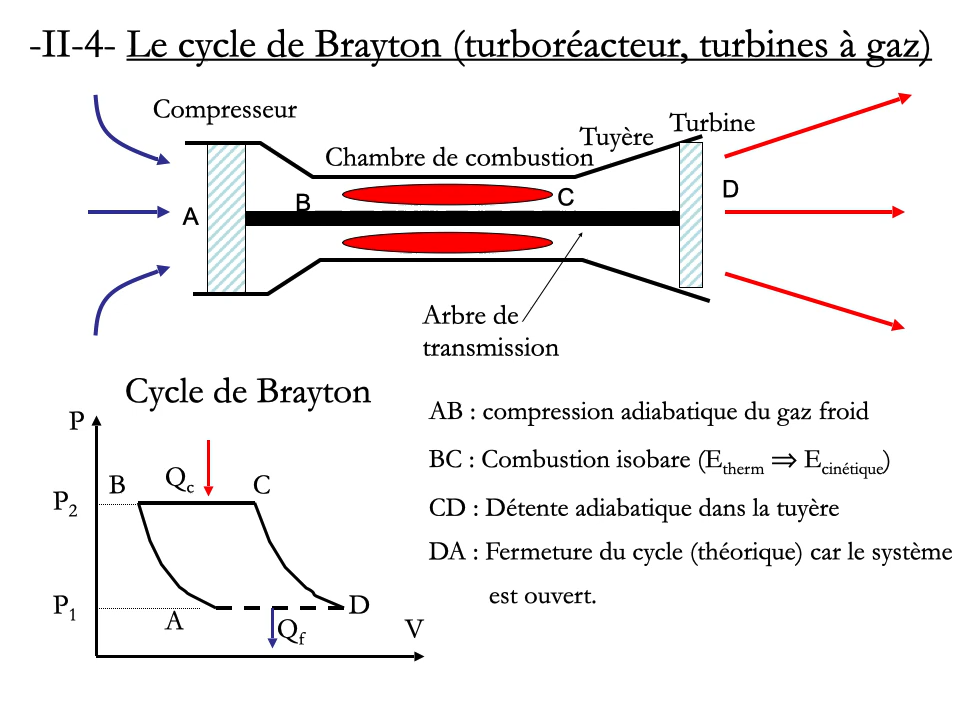 -II-4- Le cycle de Brayton (turboréacteur, turbines à gaz)
Compresseur
Turbine
Tuyère
Chambre de combustion
A
B
C
D
Arbre de
transmission
Cycle de Brayton
P
B
Qc
C
P2
P1
A
D
Qf
V
AB : compression adiabatique du gaz froid
BC : Combustion isobare (Etherm ⇒ Ecinétique)
CD : Détente adiabatique dans la tuyère
DA : Fermeture du cycle (théorique) car le système
est ouvert.